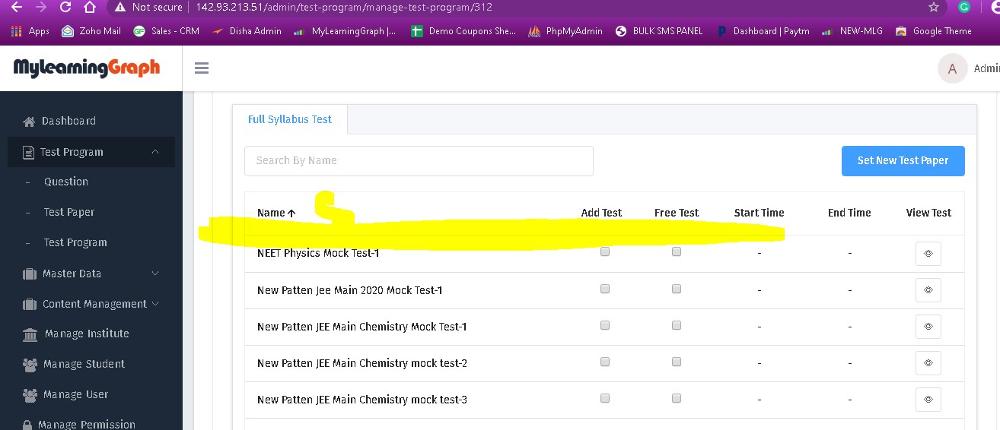 Not secure 142.93.213.51/admin/test-program/manage-test-program/312
Apps Zoho Mail Sales - CRM Disha Admin MyLearningGraph |... Demo Coupons She... PhpMyAdmin BULK SMS PANEL Dashboard | Paytm NEW-MLG Google Theme
MylearningGraph
A Admin
Dashboard
Test Program
- Question
- Test Paper
- Test Program
Master Data
Content Management
Manage Institute
Manage Student
Manage User
Manage Permission
Full Syllabus Test
Search By Name Set New Test Paper
Name Add Test Free Test Start Time End Time View Test
NEET Physics Mock Test-1 - -
New Patten Jee Main 2020 Mock Test-1 - -
New Patten JEE Main Chemistry Mock Test-1 - -
New Patten JEE Main Chemistry mock test-2 - -
New Patten JEE Main Chemistry mock test-3 - -